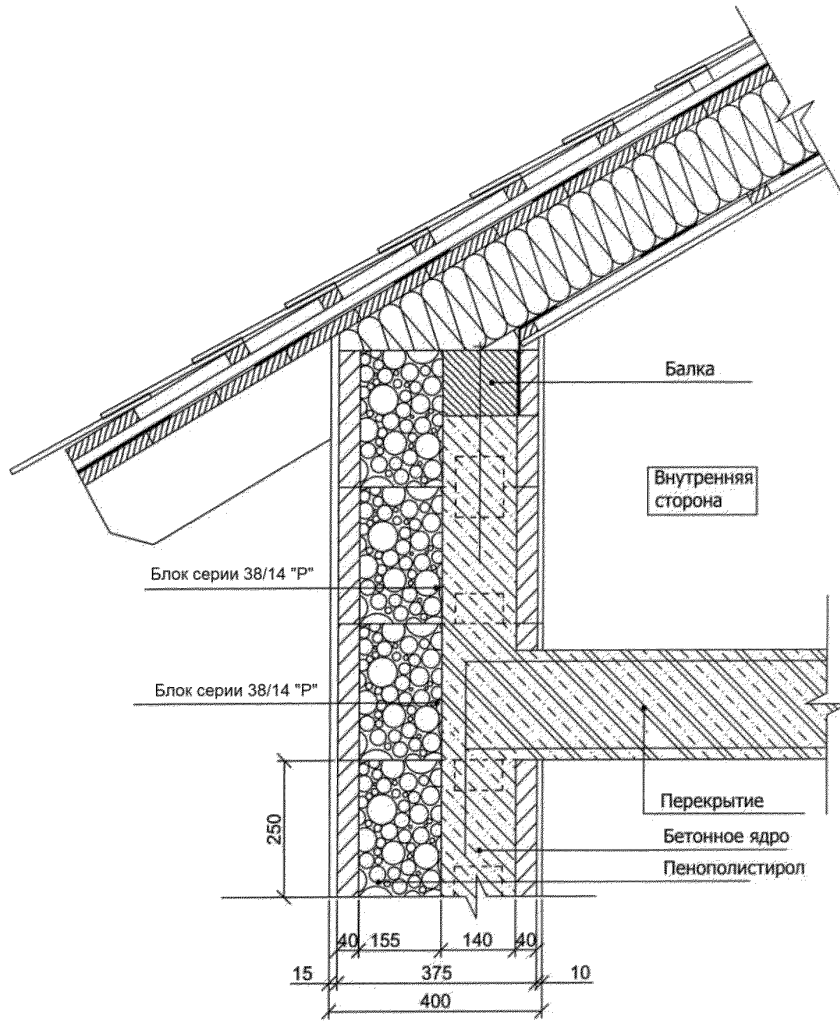 Балка
Внутренняя
сторона
Блок серии 38/14 "Р"
Блок серии 38/14 "Р"
250
Перекрытие
Бетонное ядро
Пенополистирол
40 155 140 40
15 375 10
400